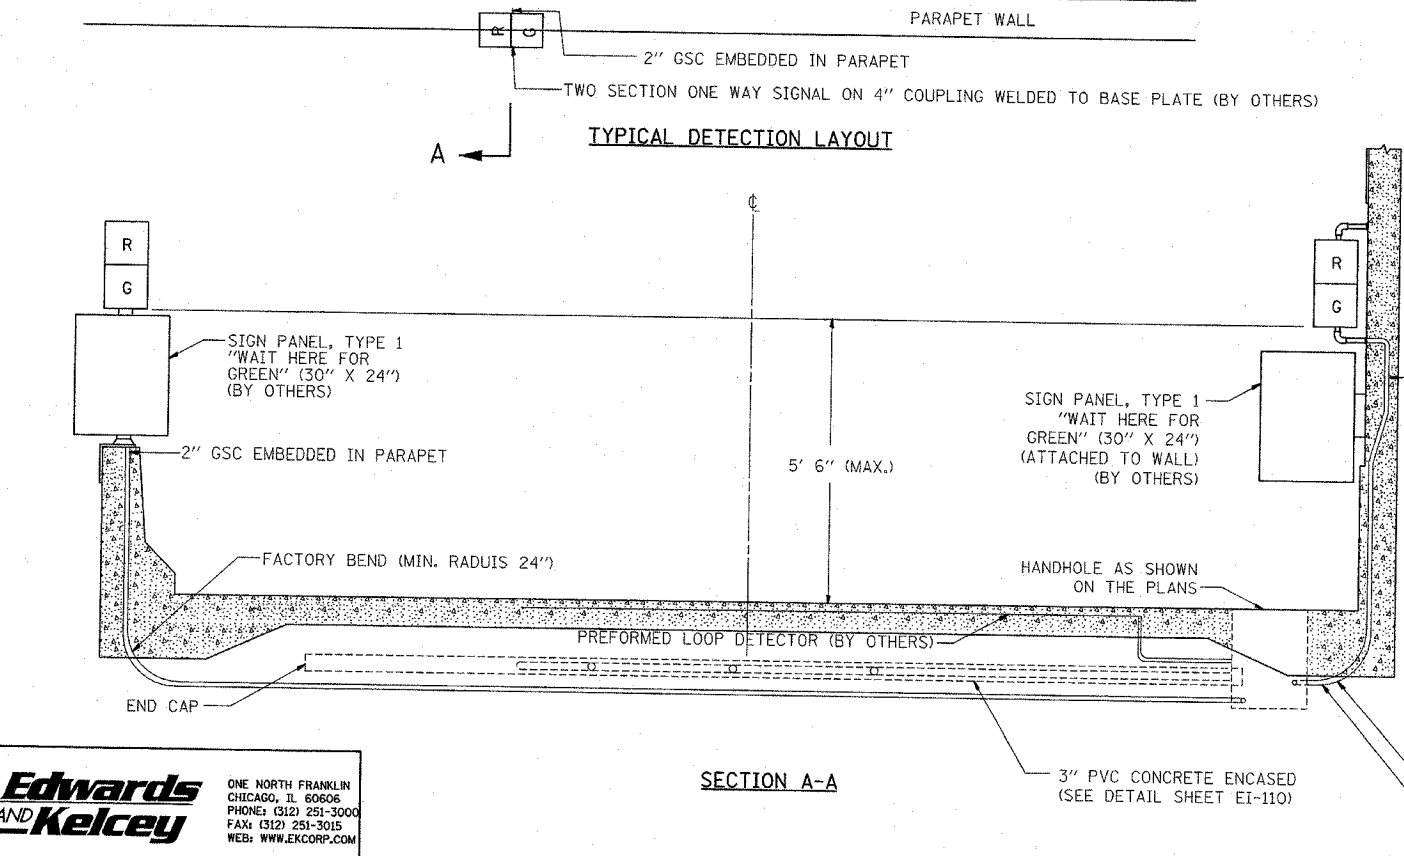 PARAPET WALL
R G
2" GSC EMBEDDED IN PARAPET
TWO SECTION ONE WAY SIGNAL ON 4" COUPLING WELDED TO BASE PLATE (BY OTHERS)
TYPICAL DETECTION LAYOUT
A
℄
R
G
R
G
SIGN PANEL, TYPE 1
"WAIT HERE FOR
GREEN" (30" X 24")
(BY OTHERS)
SIGN PANEL, TYPE 1
"WAIT HERE FOR
GREEN" (30" X 24")
(ATTACHED TO WALL)
(BY OTHERS)
2" GSC EMBEDDED IN PARAPET
5' 6" (MAX.)
FACTORY BEND (MIN. RADUIS 24")
HANDHOLE AS SHOWN
ON THE PLANS
PREFORMED LOOP DETECTOR (BY OTHERS)
END CAP
3" PVC CONCRETE ENCASED
(SEE DETAIL SHEET EI-110)
SECTION A-A
Edwards
AND Kelcey
ONE NORTH FRANKLIN
CHICAGO, IL 60606
PHONE: (312) 251-3000
FAX: (312) 251-3015
WEB: WWW.EKCORP.COM